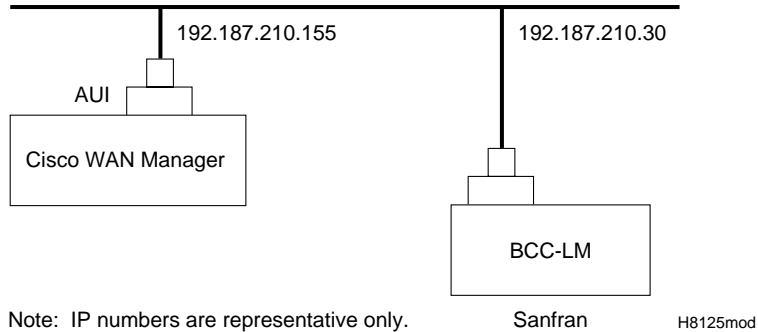 192.187.210.155
192.187.210.30
AUI
Cisco WAN Manager
BCC-LM
Note: IP numbers are representative only.
Sanfran
H8125mod